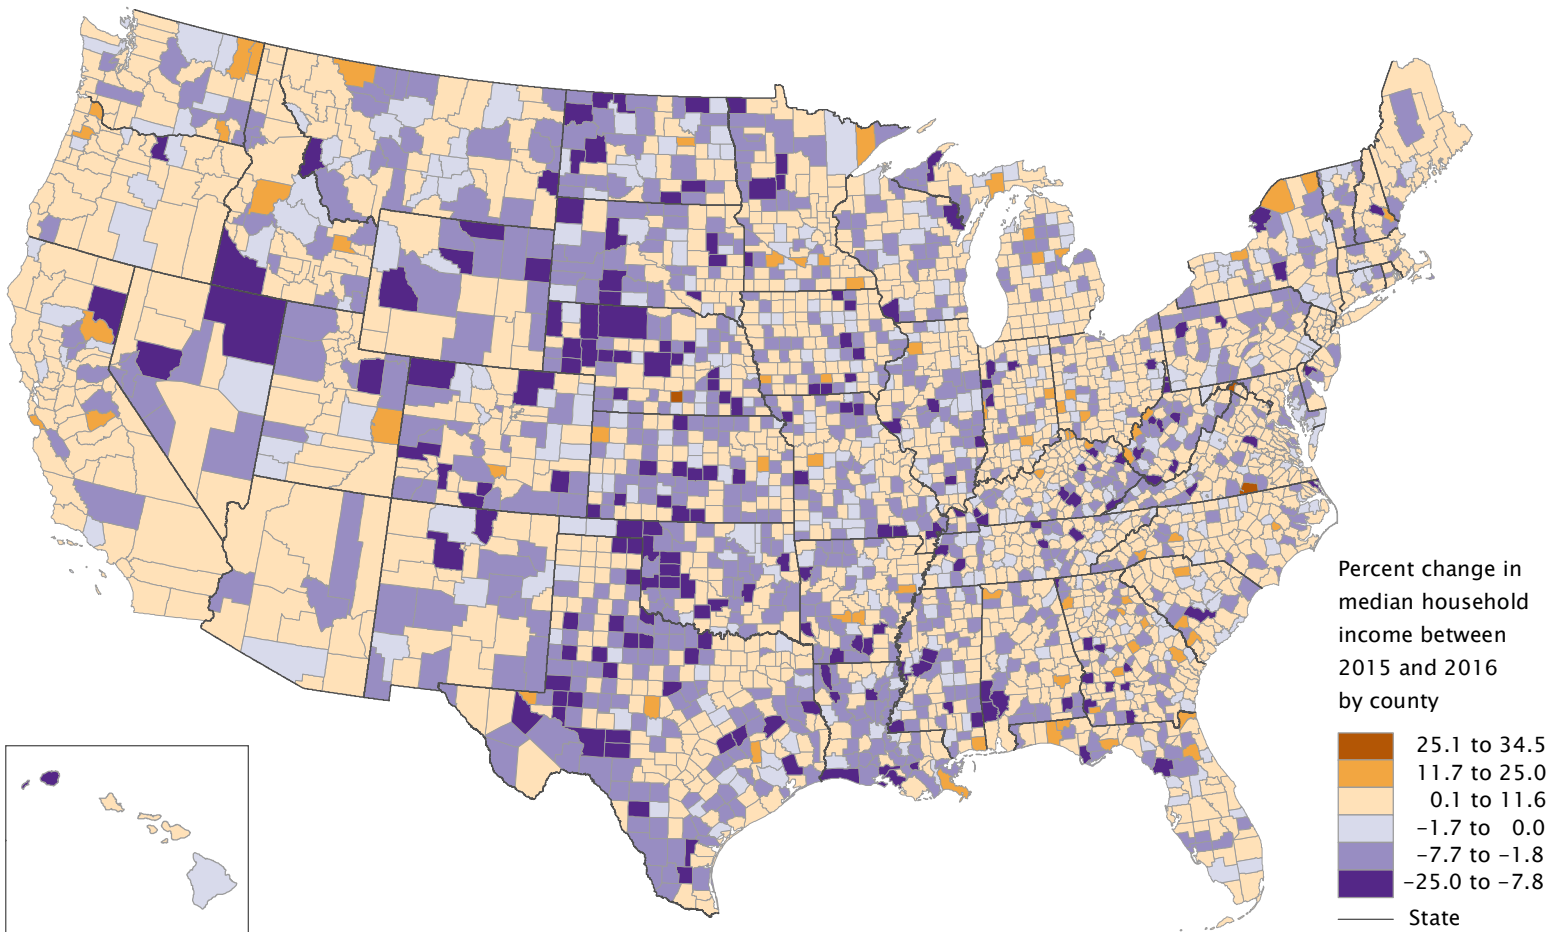 Percent change in
median household
income between
2015 and 2016
by county
25.1 to 34.5
11.7 to 25.0
0.1 to 11.6
−1.7 to 0.0
−7.7 to −1.8
−25.0 to −7.8
State